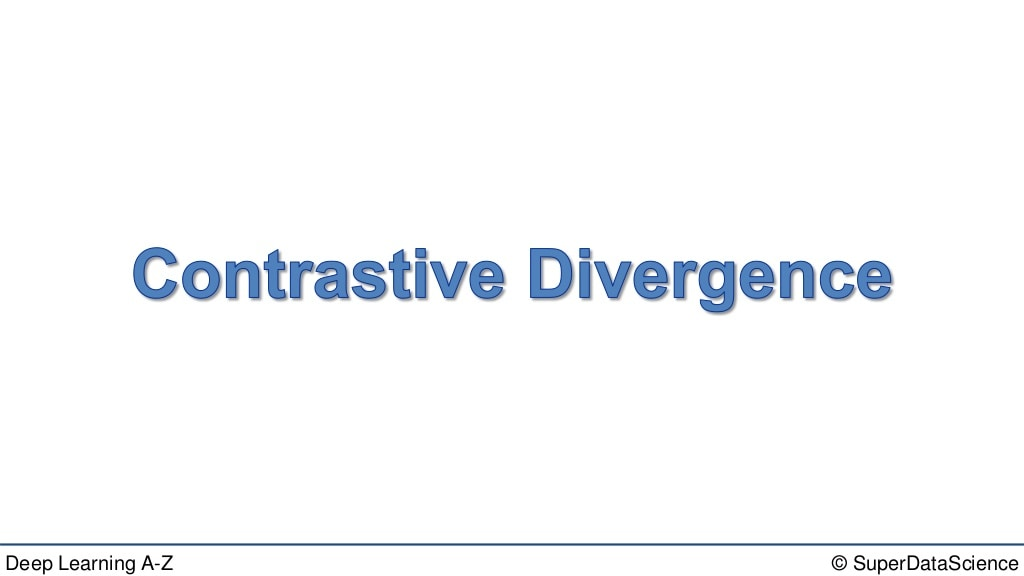 Contrastive Divergence
Deep Learning A-Z
© SuperDataScience